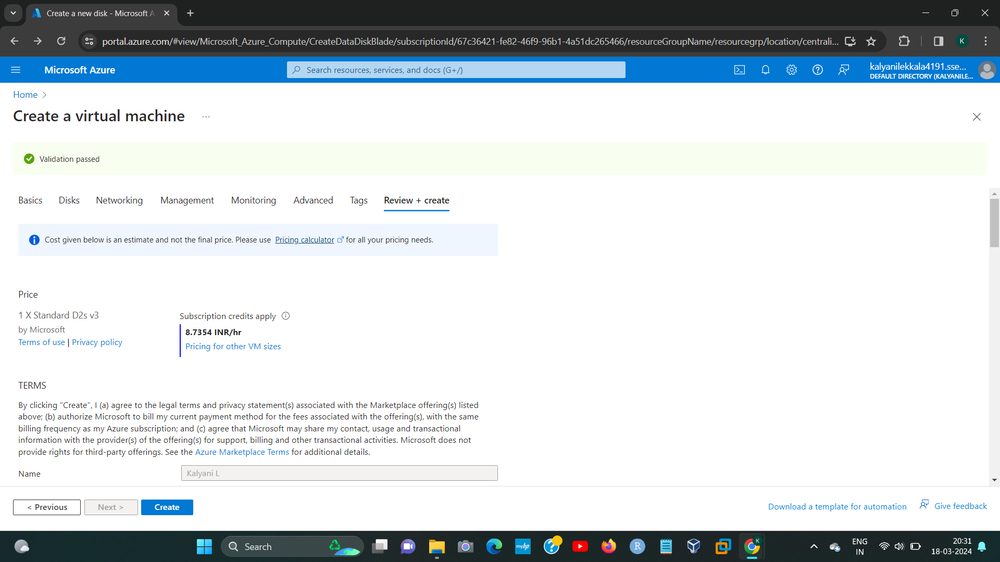 Create a new disk - Microsoft A
portal.azure.com/#view/Microsoft_Azure_Compute/CreateDataDiskBlade/subscriptionId/67c36421-fe82-46f9-96b1-4a51dc265466/resourceGroupName/resourcegrp/location/centrali...
K
Microsoft Azure
Search resources, services, and docs (G+/)
kalyanilekkala4191.sse...
DEFAULT DIRECTORY (KALYANILE...
Home
Create a virtual machine
...
Validation passed
Basics
Disks
Networking
Management
Monitoring
Advanced
Tags
Review + create
Cost given below is an estimate and not the final price. Please use Pricing calculator for all your pricing needs.
Price
1 X Standard D2s v3
by Microsoft
Terms of use | Privacy policy
Subscription credits apply
8.7354 INR/hr
Pricing for other VM sizes
TERMS
By clicking "Create", I (a) agree to the legal terms and privacy statement(s) associated with the Marketplace offering(s) listed
above; (b) authorize Microsoft to bill my current payment method for the fees associated with the offering(s), with the same
billing frequency as my Azure subscription; and (c) agree that Microsoft may share my contact, usage and transactional
information with the provider(s) of the offering(s) for support, billing and other transactional activities. Microsoft does not
provide rights for third-party offerings. See the Azure Marketplace Terms for additional details.
Name
Kalyani L
< Previous
Next >
Create
Download a template for automation
Give feedback
Search
myhp
R
K
ENG
IN
20:31
18-03-2024